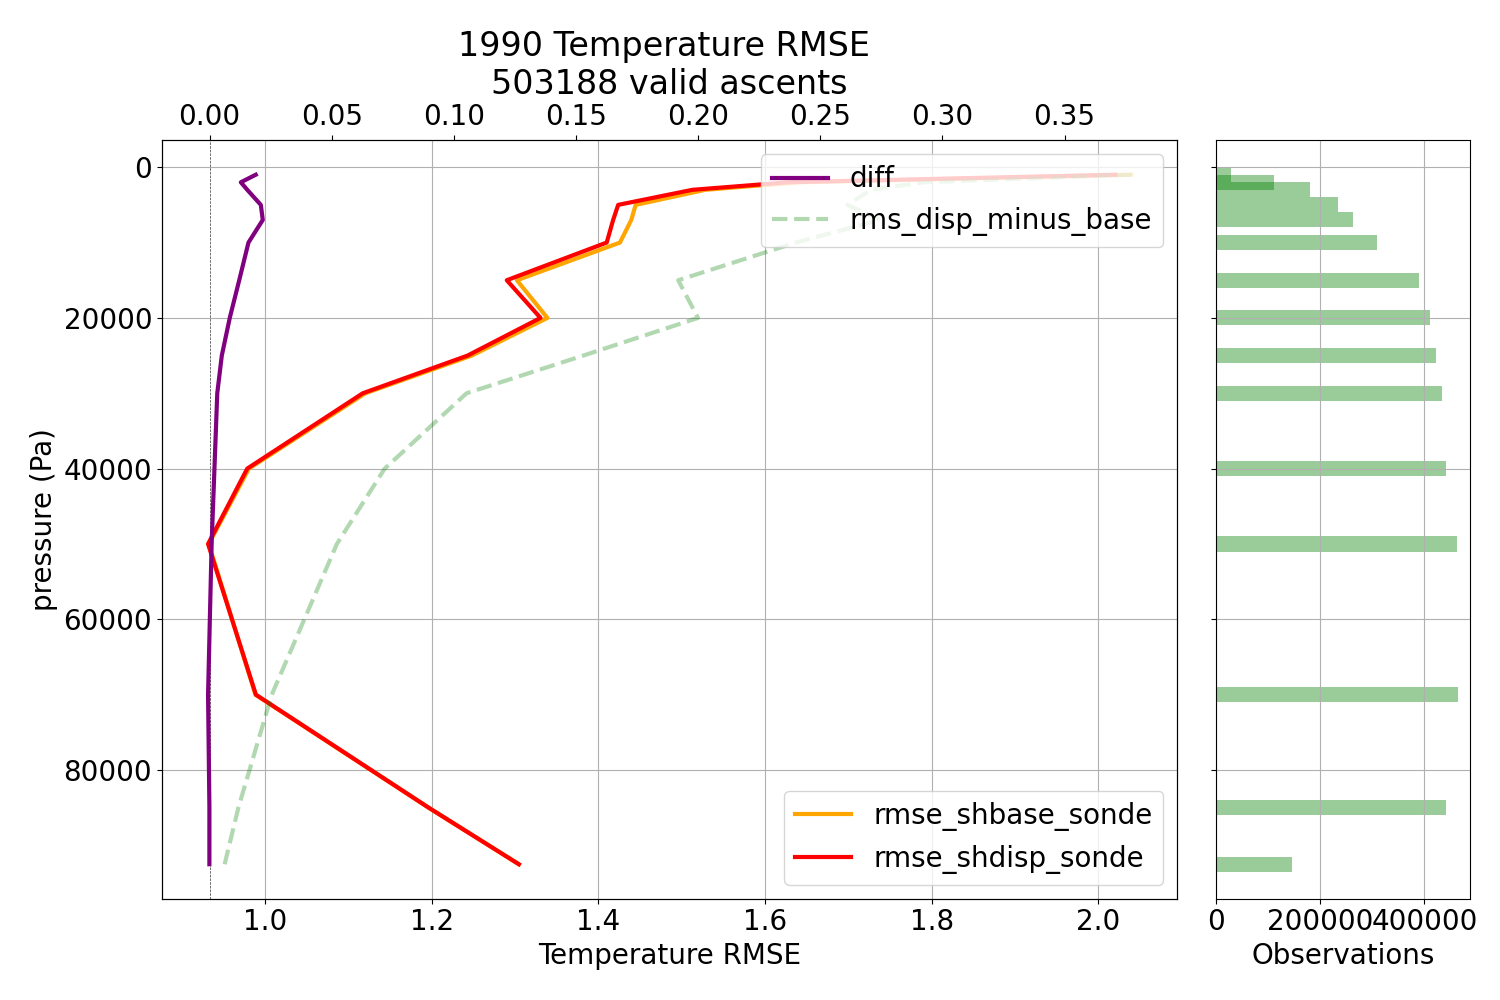 1990 Temperature RMSE
503188 valid ascents
0.00 0.05 0.10 0.15 0.20 0.25 0.30 0.35
diff
rms_disp_minus_base
0
20000
40000
60000
80000
pressure (Pa)
rmse_shbase_sonde
rmse_shdisp_sonde
1.0 1.2 1.4 1.6 1.8 2.0
Temperature RMSE
0 200000 400000
Observations